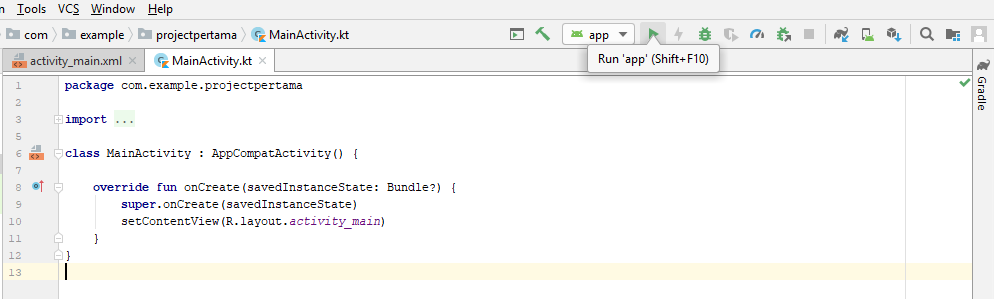 n Tools VCS Window Help
com example projectpertama MainActivity.kt app
Run 'app' (Shift+F10)
activity_main.xml MainActivity.kt
Gradle
1 package com.example.projectpertama
2
3 import ...
5
6 class MainActivity : AppCompatActivity() {
7
8 override fun onCreate(savedInstanceState: Bundle?) {
9 super.onCreate(savedInstanceState)
10 setContentView(R.layout.activity_main)
11 }
12 }
13